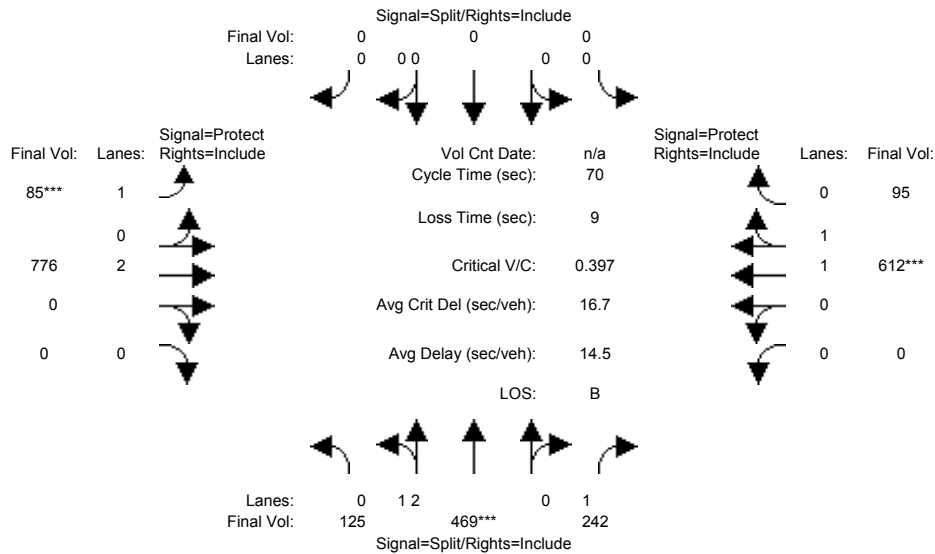 Signal=Split/Rights=Include
Final Vol: 0 0 0
Lanes: 0 0 0 0 0
Signal=Protect
Final Vol: Lanes: Rights=Include
Vol Cnt Date: n/a
Signal=Protect
Rights=Include Lanes: Final Vol:
Cycle Time (sec): 70
85*** 1
0 95
Loss Time (sec): 9
0
1
776 2
Critical V/C: 0.397
1 612***
0
Avg Crit Del (sec/veh): 16.7
0
0 0
Avg Delay (sec/veh): 14.5
0 0
LOS: B
Lanes: 0 1 2 0 1
Final Vol: 125 469*** 242
Signal=Split/Rights=Include